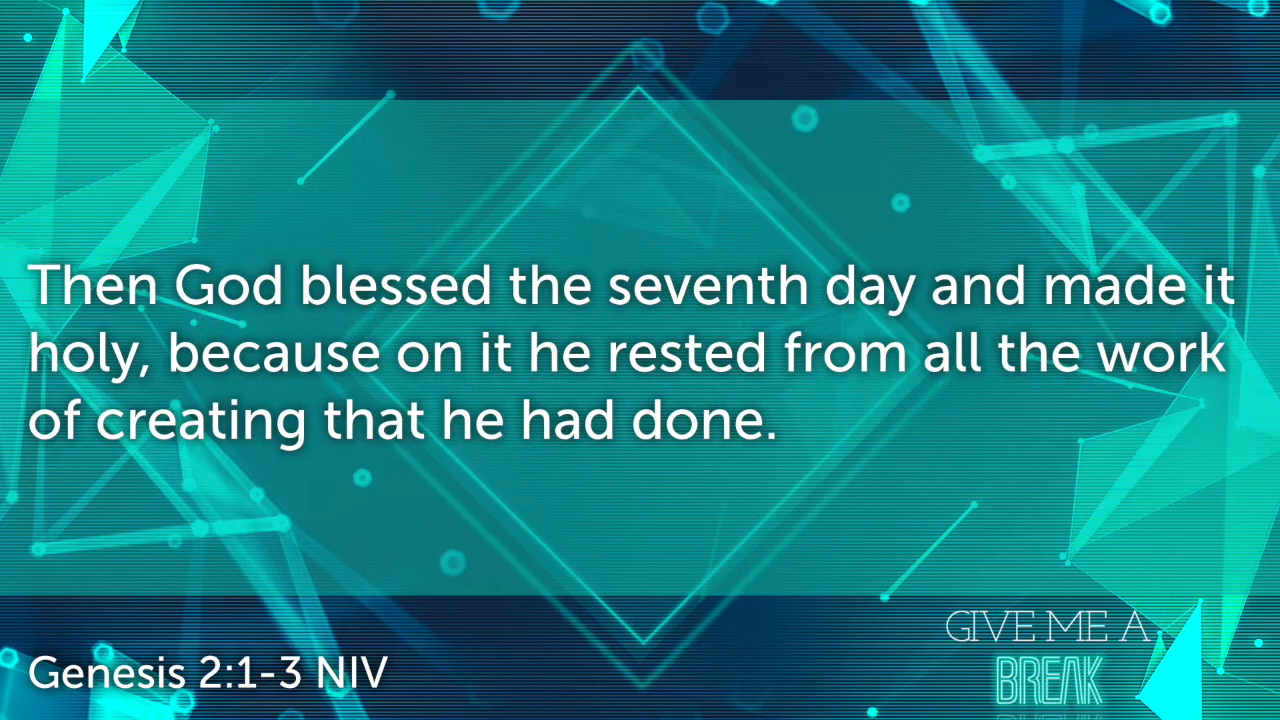 Then God blessed the seventh day and made it
holy, because on it he rested from all the work
of creating that he had done.
Genesis 2:1-3 NIV
GIVE ME A
BREAK